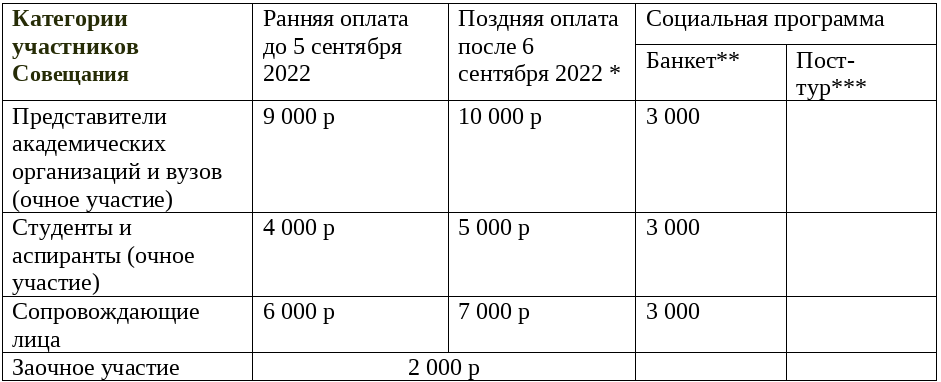 Категории
участников
Совещания
Ранняя оплата
до 5 сентября
2022
Поздняя оплата
после 6
сентября 2022 *
Социальная программа
Банкет**
Пост-
тур***
Представители
академических
организаций и вузов
(очное участие)
9 000 р
10 000 р
3 000
Студенты и
аспиранты (очное
участие)
4 000 р
5 000 р
3 000
Сопровождающие
лица
6 000 р
7 000 р
3 000
Заочное участие
2 000 р